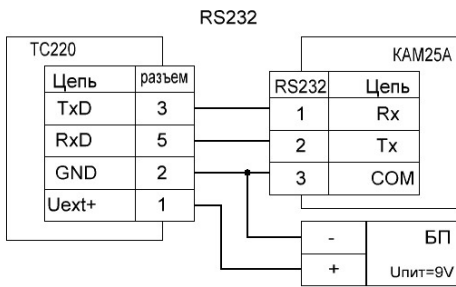 RS232
TC220
Цепь разъем
TxD 3
RxD 5
GND 2
Uext+ 1
КАМ25А
RS232 Цепь
1 Rx
2 Tx
3 COM
- БП
+ Uпит=9V